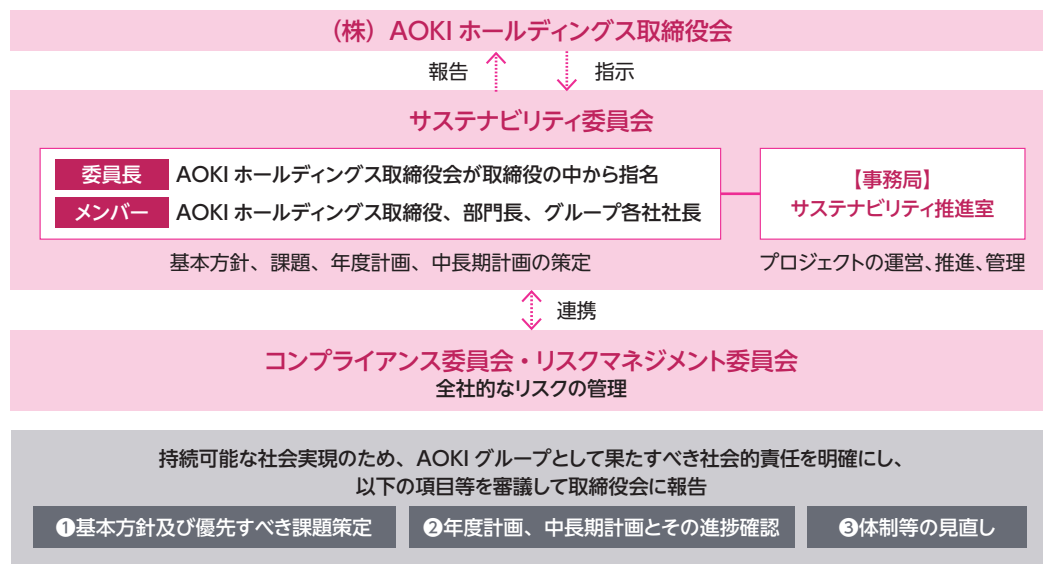 （株）AOKI ホールディングス取締役会
報告
指示
サステナビリティ委員会
委員長 AOKI ホールディングス取締役会が取締役の中から指名
メンバー AOKI ホールディングス取締役、部門長、グループ各社社長
【事務局】
サステナビリティ推進室
基本方針、課題、年度計画、中長期計画の策定
プロジェクトの運営、推進、管理
連携
コンプライアンス委員会・リスクマネジメント委員会
全社的なリスクの管理
持続可能な社会実現のため、AOKI グループとして果たすべき社会的責任を明確にし、
以下の項目等を審議して取締役会に報告
❶基本方針及び優先すべき課題策定
❷年度計画、中長期計画とその進捗確認
❸体制等の見直し